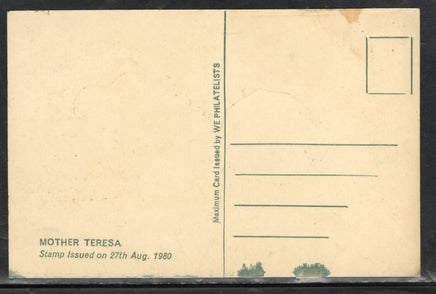 MOTHER TERESA
Stamp Issued on 27th Aug. 1980
Maximum Card Issued by WE PHILATELISTS